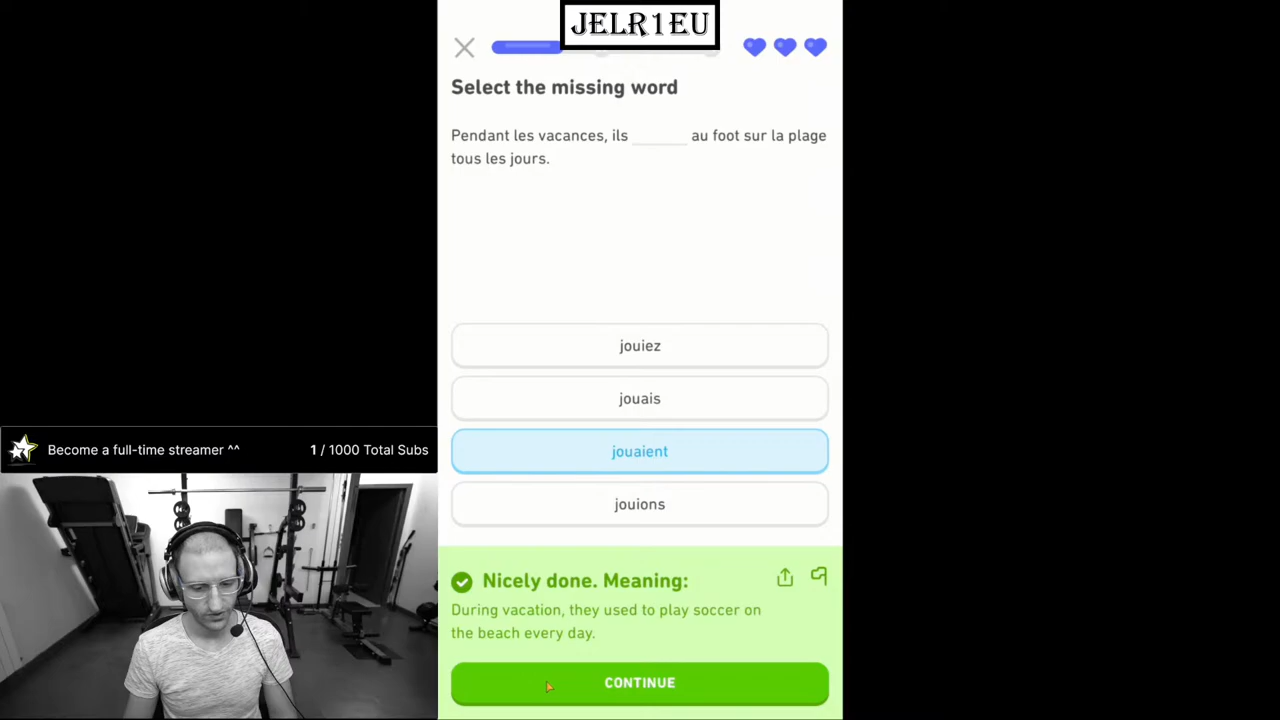 JELR1EU
Select the missing word
Pendant les vacances, ils ______ au foot sur la plage
tous les jours.
jouiez
jouais
jouaient
jouions
Become a full-time streamer ^^ 1 / 1000 Total Subs
Nicely done. Meaning:
During vacation, they used to play soccer on
the beach every day.
CONTINUE